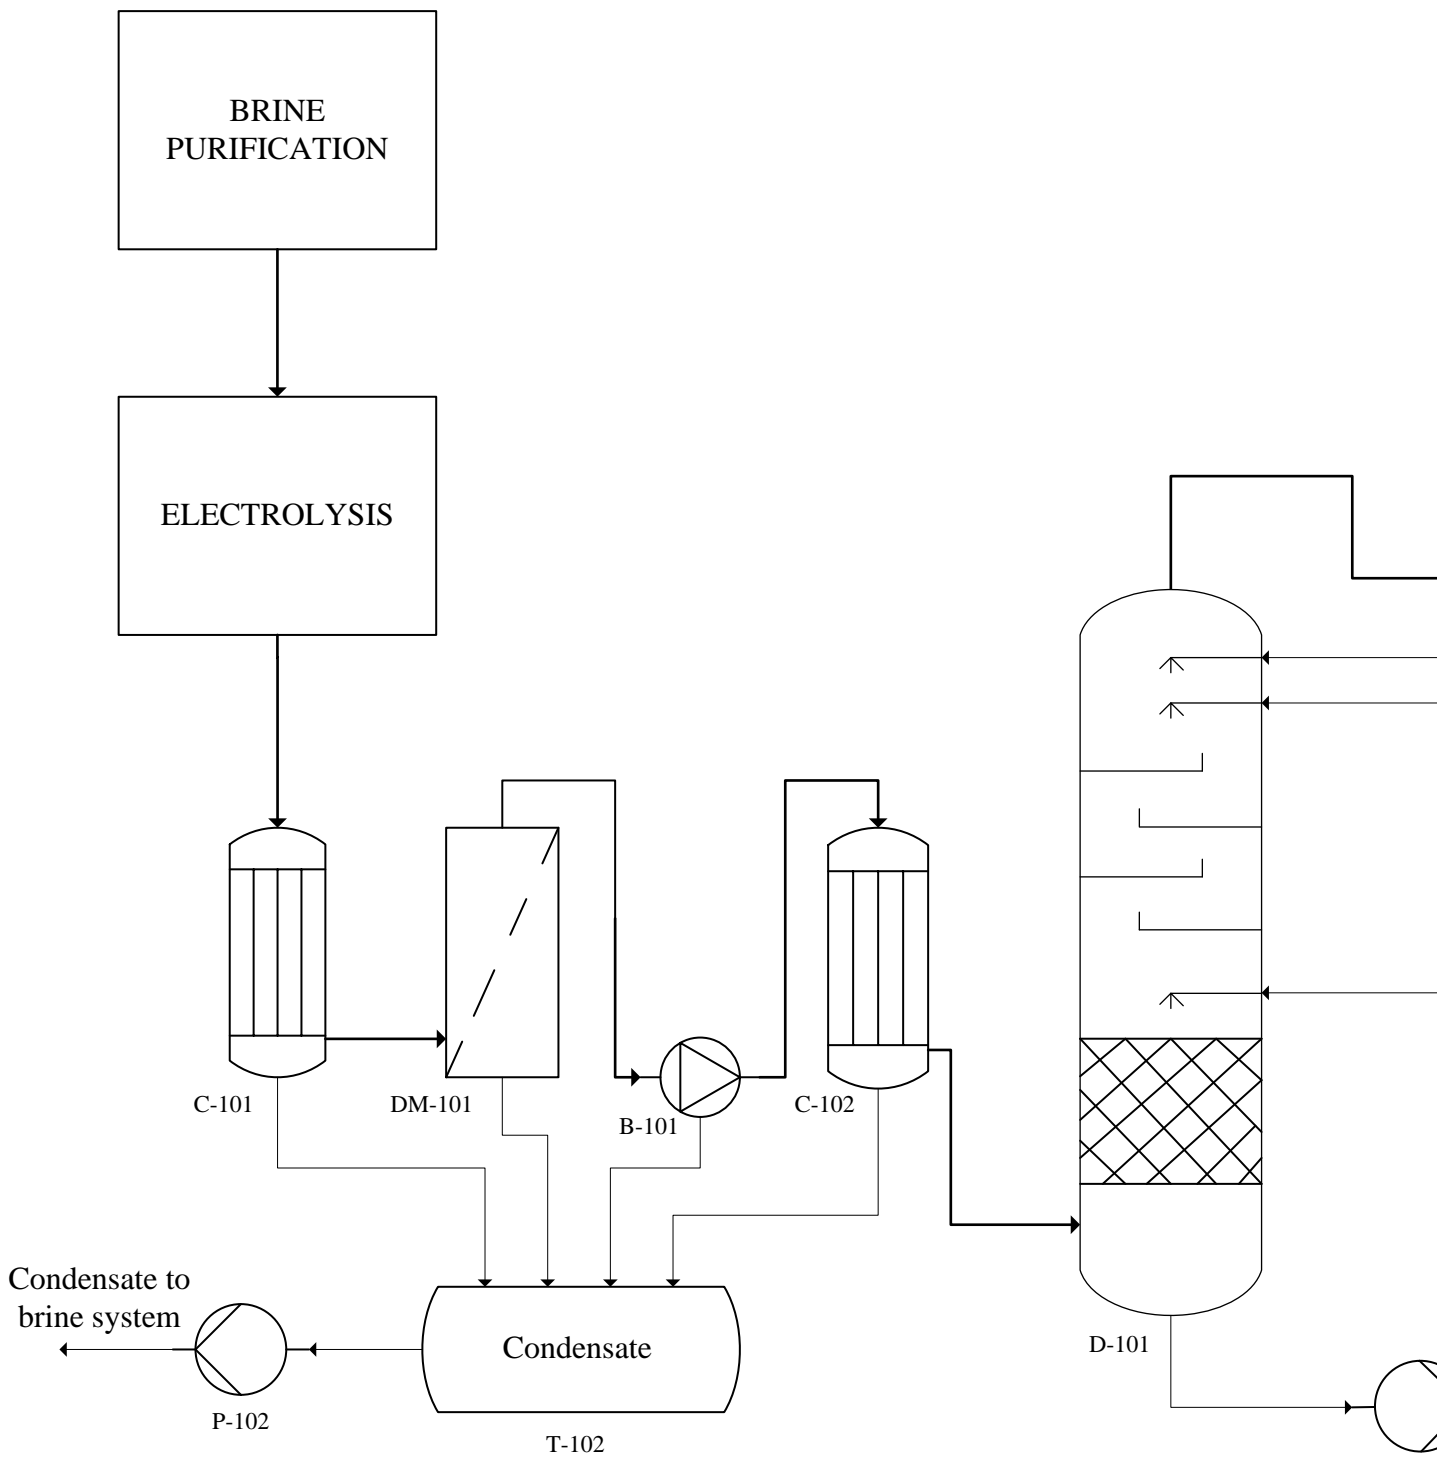 BRINE
PURIFICATION
ELECTROLYSIS
C-101
DM-101
B-101
C-102
Condensate to
brine system
Condensate
D-101
P-102
T-102